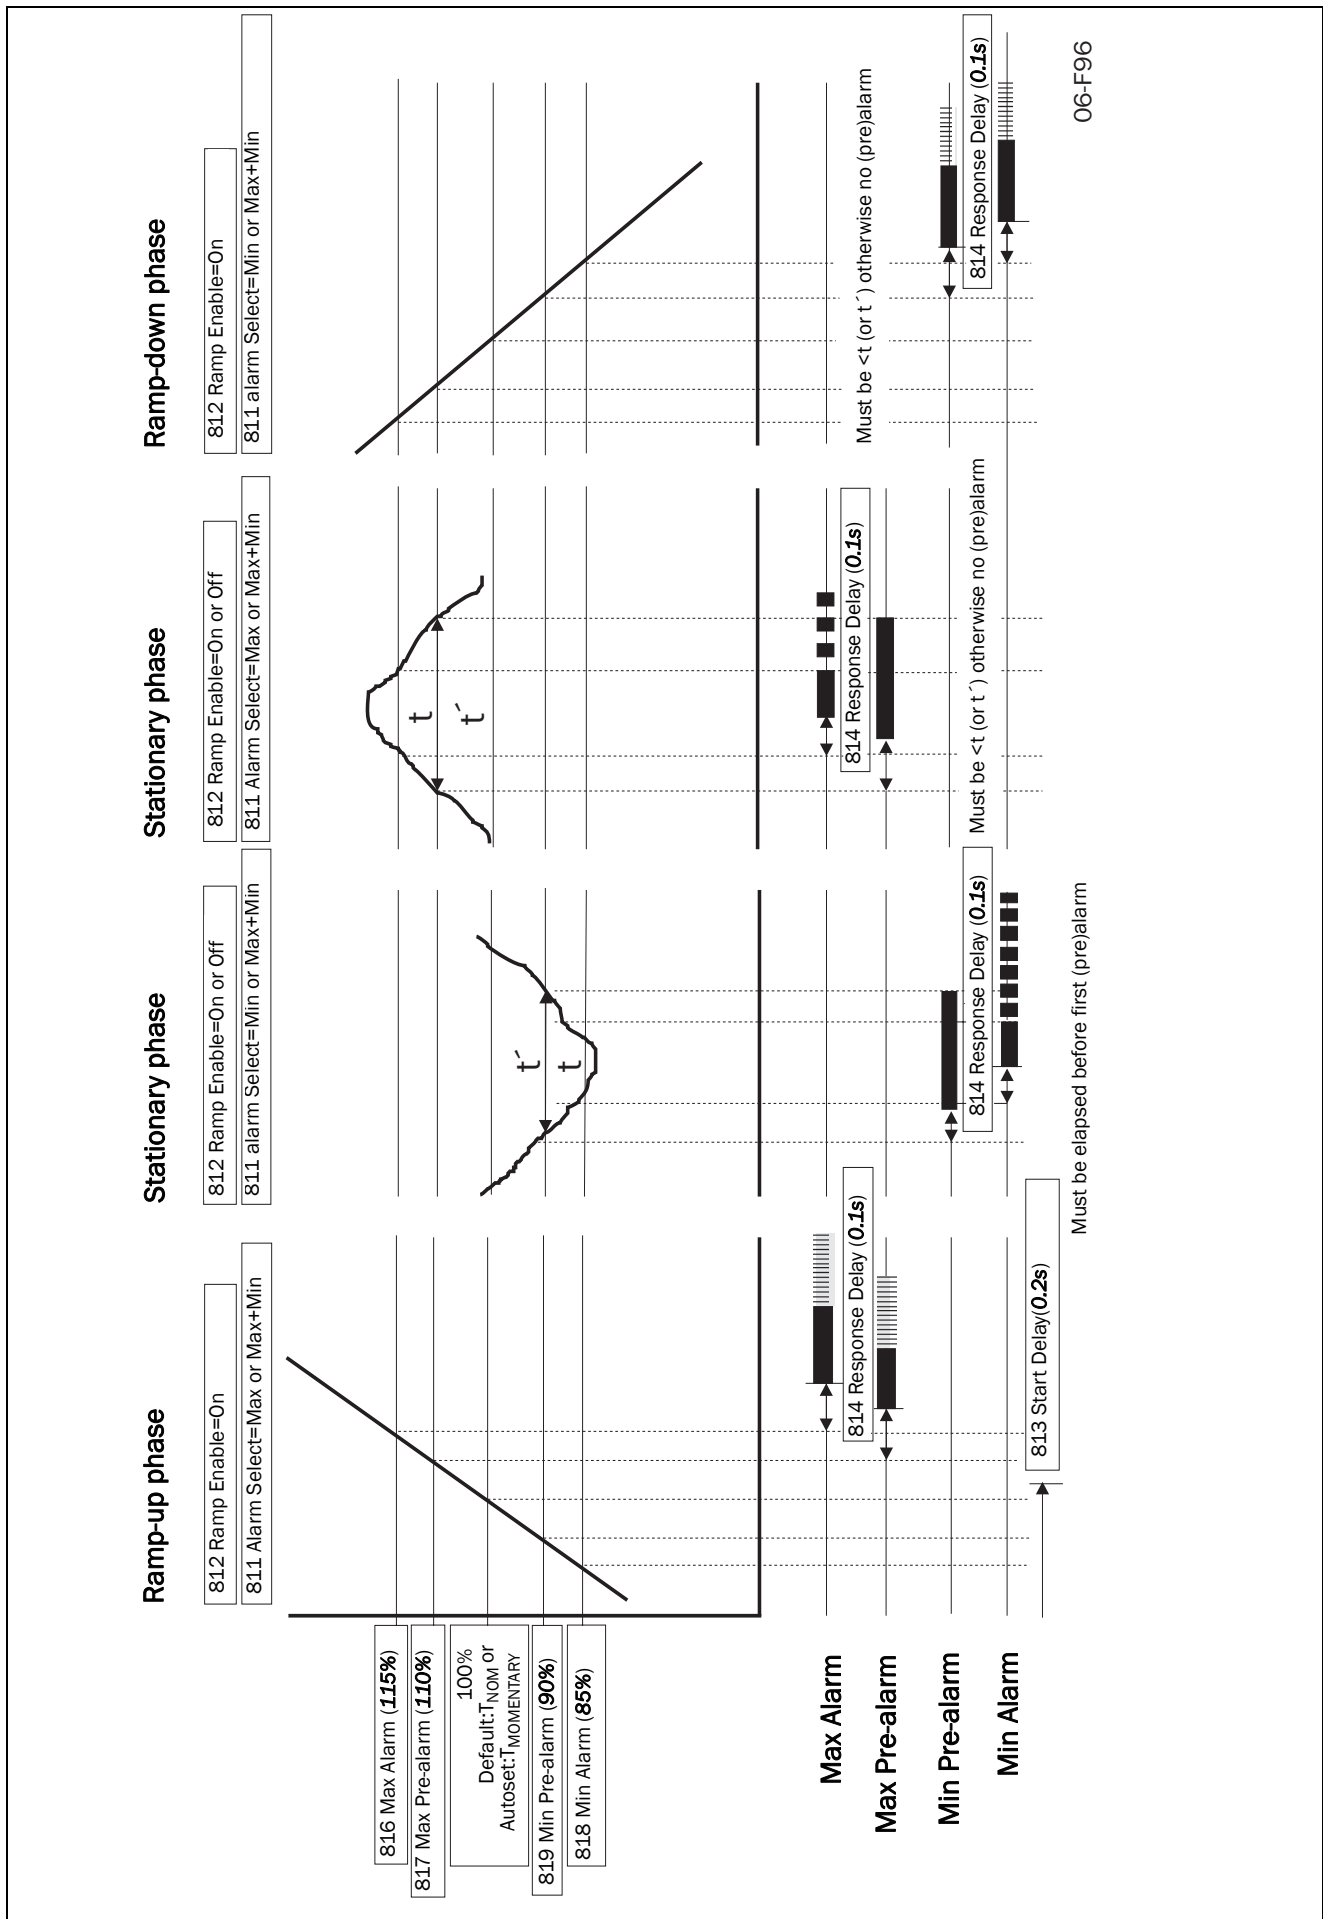 Ramp-up phase
812 Ramp Enable=On
811 Alarm Select=Max or Max+Min
Stationary phase
812 Ramp Enable=On or Off
811 alarm Select=Min or Max+Min
Stationary phase
812 Ramp Enable=On or Off
811 Alarm Select=Max or Max+Min
Ramp-down phase
812 Ramp Enable=On
811 alarm Select=Min or Max+Min
816 Max Alarm (115%)
817 Max Pre-alarm (110%)
100%
Default:TNOM or
Autoset:TMOMENTARY
819 Min Pre-alarm (90%)
818 Min Alarm (85%)
t´
t
t
t´
Max Alarm
Max Pre-alarm
Min Pre-alarm
Min Alarm
814 Response Delay (0.1s)
814 Response Delay (0.1s)
814 Response Delay (0.1s)
814 Response Delay (0.1s)
Must be <t (or t´) otherwise no (pre)alarm
Must be <t (or t´) otherwise no (pre)alarm
813 Start Delay(0.2s)
Must be elapsed before first (pre)alarm
06-F96